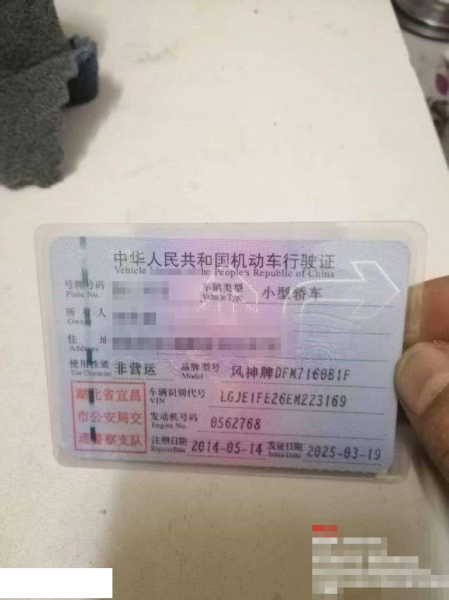 中华人民共和国机动车行驶证
Vehicle he People's Republic of China
号牌号码 车辆类型 小型轿车
Plate No. Vehicle Type
所 人
Owner
住
Address
使用性质 非营运 品牌型号 风神牌DFM7160B1F
Use Character Model
湖北省宜昌 车辆识别代号 LGJE1FE26EM223169
VIN
市公安局交 发动机号码 0562768
Engine No.
通警察支队 注册日期 2014-05-14 发证日期 2025-03-19
Register Date Issue Date